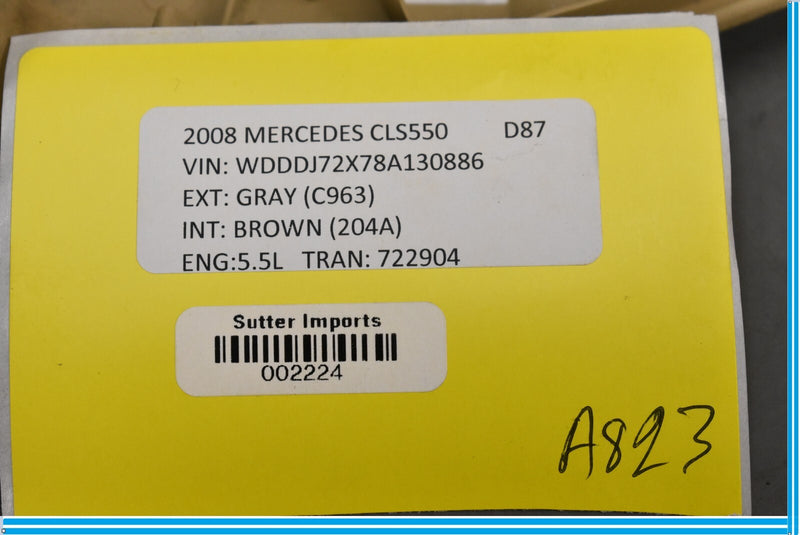 2008 MERCEDES CLS550 D87
VIN: WDDDJ72X78A130886
EXT: GRAY (C963)
INT: BROWN (204A)
ENG:5.5L TRAN: 722904
Sutter Imports
002224
A823